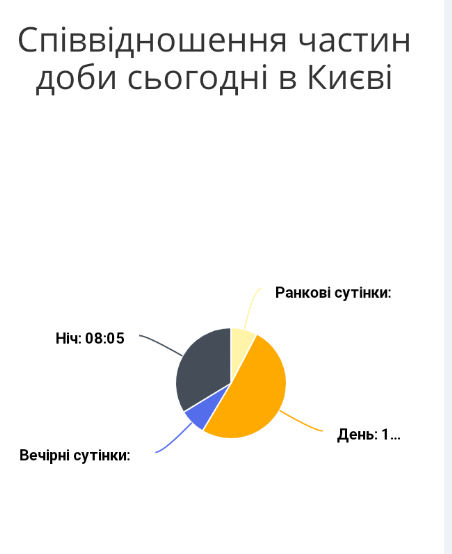 Співвідношення частин
доби сьогодні в Києві
Ранкові сутінки:
Ніч: 08:05
День: 1...
Вечірні сутінки: